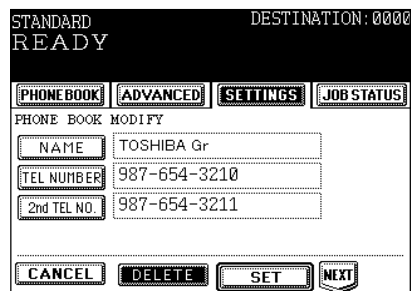 STANDARD DESTINATION:0000
READY
PHONE BOOK ADVANCED SETTINGS JOB STATUS
PHONE BOOK MODIFY
NAME TOSHIBA Gr
TEL NUMBER 987-654-3210
2nd TEL NO. 987-654-3211
CANCEL DELETE SET NEXT